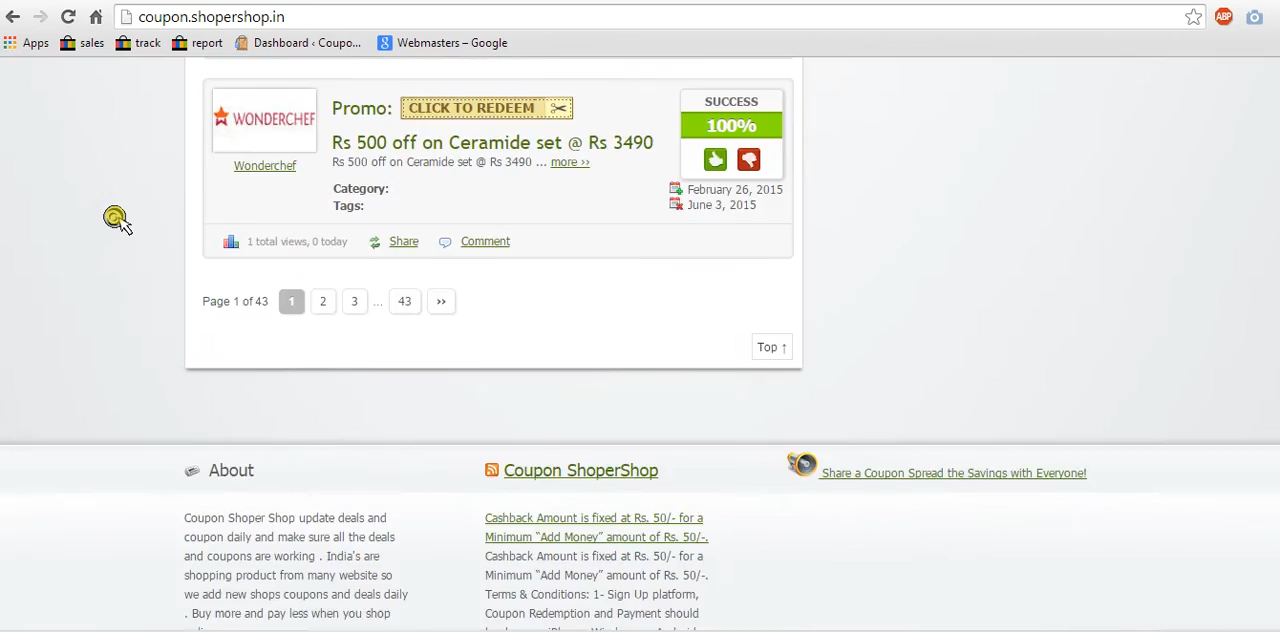 coupon.shopershop.in
ABP
Apps sales track report Dashboard ‹ Coupo... Webmasters – Google
WONDERCHEF
Wonderchef
Promo: CLICK TO REDEEM
Rs 500 off on Ceramide set @ Rs 3490
Rs 500 off on Ceramide set @ Rs 3490 ... more ››
Category:
Tags:
SUCCESS
100%
February 26, 2015
June 3, 2015
1 total views, 0 today Share Comment
Page 1 of 43 1 2 3 ... 43 ››
Top ↑
About
Coupon Shoper Shop update deals and
coupon daily and make sure all the deals
and coupons are working . India's are
shopping product from many website so
we add new shops coupons and deals daily
. Buy more and pay less when you shop
Coupon ShoperShop
Cashback Amount is fixed at Rs. 50/- for a
Minimum “Add Money” amount of Rs. 50/-.
Cashback Amount is fixed at Rs. 50/- for a
Minimum “Add Money” amount of Rs. 50/-.
Terms & Conditions: 1- Sign Up platform,
Coupon Redemption and Payment should
Share a Coupon Spread the Savings with Everyone!